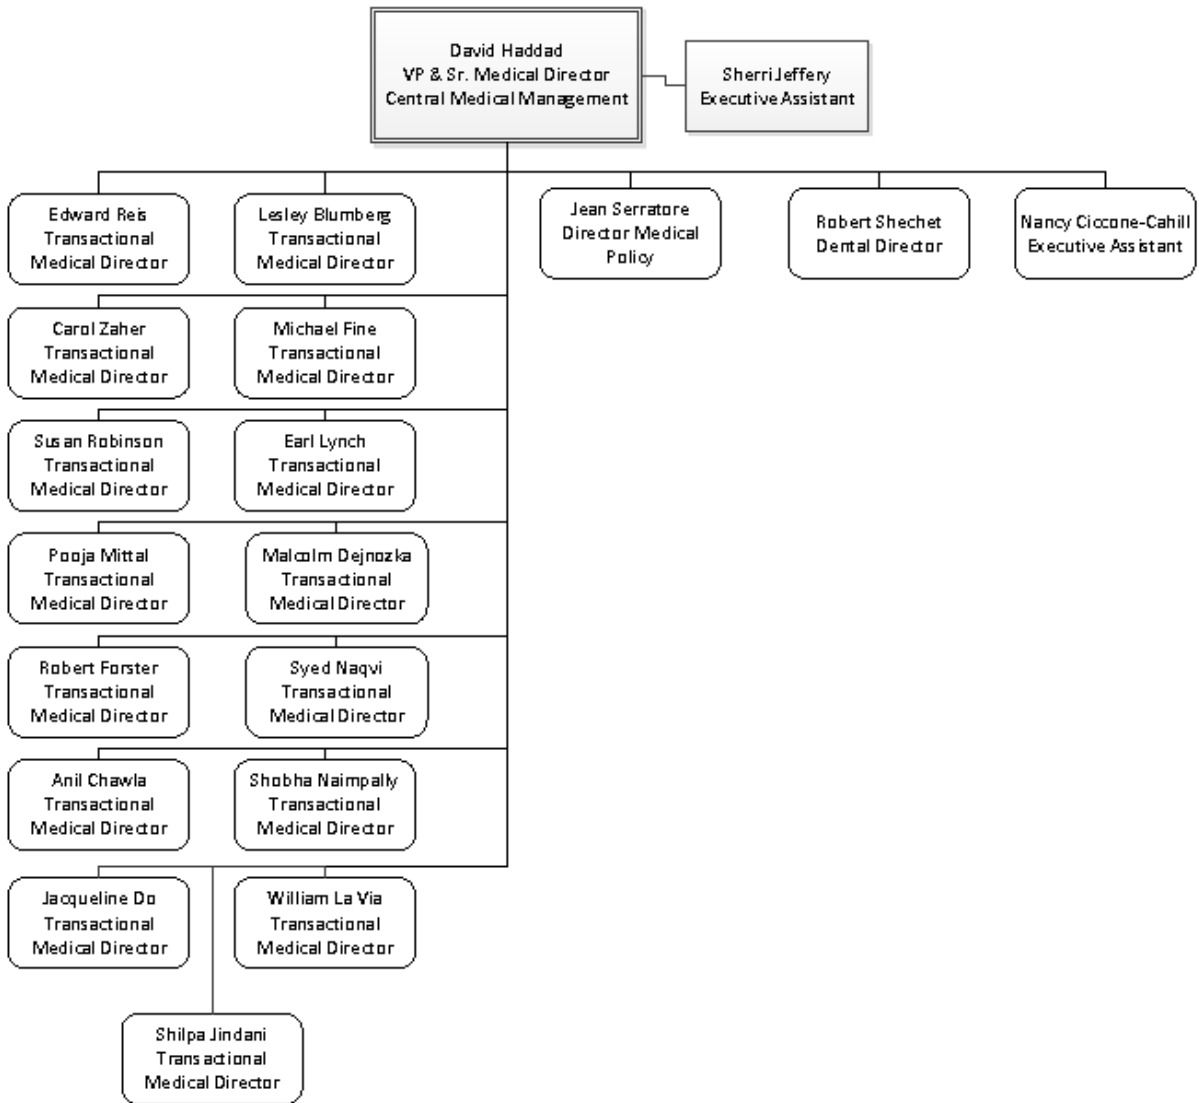 David Haddad
VP & Sr. Medical Director
Central Medical Management
Sherri Jeffery
Executive Assistant
Edward Reis
Transactional
Medical Director
Lesley Blumberg
Transactional
Medical Director
Jean Serratore
Director Medical
Policy
Robert Shechet
Dental Director
Nancy Ciccone-Cahill
Executive Assistant
Carol Zaher
Transactional
Medical Director
Michael Fine
Transactional
Medical Director
Susan Robinson
Transactional
Medical Director
Earl Lynch
Transactional
Medical Director
Pooja Mittal
Transactional
Medical Director
Malcolm Dejnozka
Transactional
Medical Director
Robert Forster
Transactional
Medical Director
Syed Naqvi
Transactional
Medical Director
Anil Chawla
Transactional
Medical Director
Shobha Naimpally
Transactional
Medical Director
Jacqueline Do
Transactional
Medical Director
William La Via
Transactional
Medical Director
Shilpa Jindani
Transactional
Medical Director